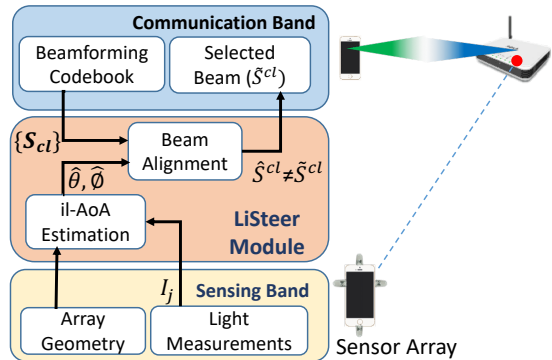 Communication Band
Beamforming
Codebook
Selected
Beam (S̃ᶜˡ)
{S_cl}
Beam
Alignment
θ̂, ∅̂
Ŝᶜˡ≠S̃ᶜˡ
il-AoA
Estimation
LiSteer
Module
I_j
Sensing Band
Array
Geometry
Light
Measurements
Sensor Array